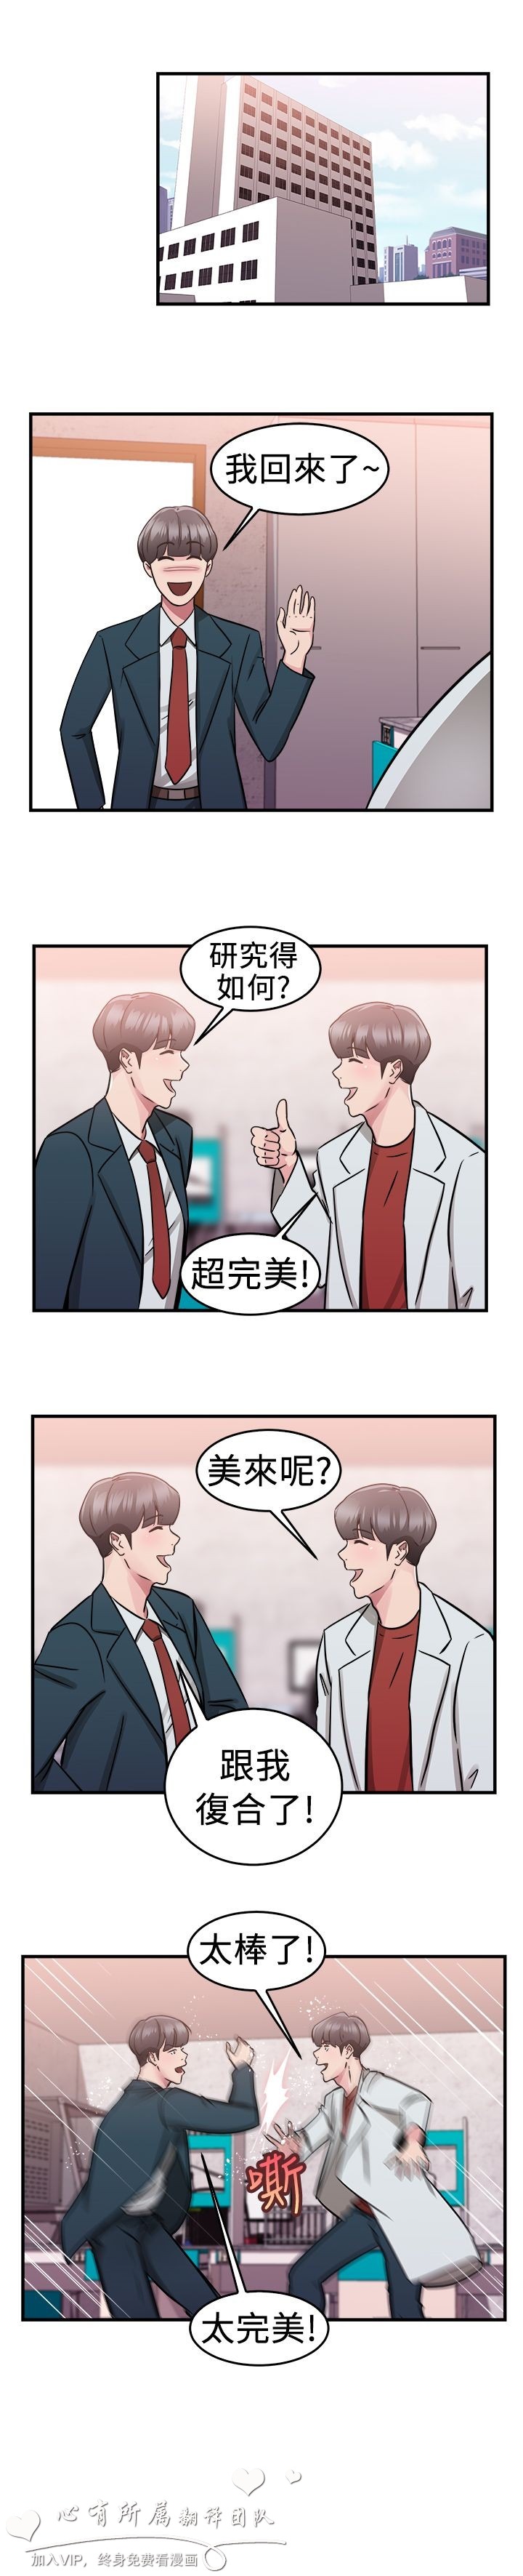 我回來了~
研究得
如何?
超完美!
美來呢?
跟我
復合了!
太棒了!
嘶
太完美!
心有所属翻译团队
加入VIP，终身免费看漫画